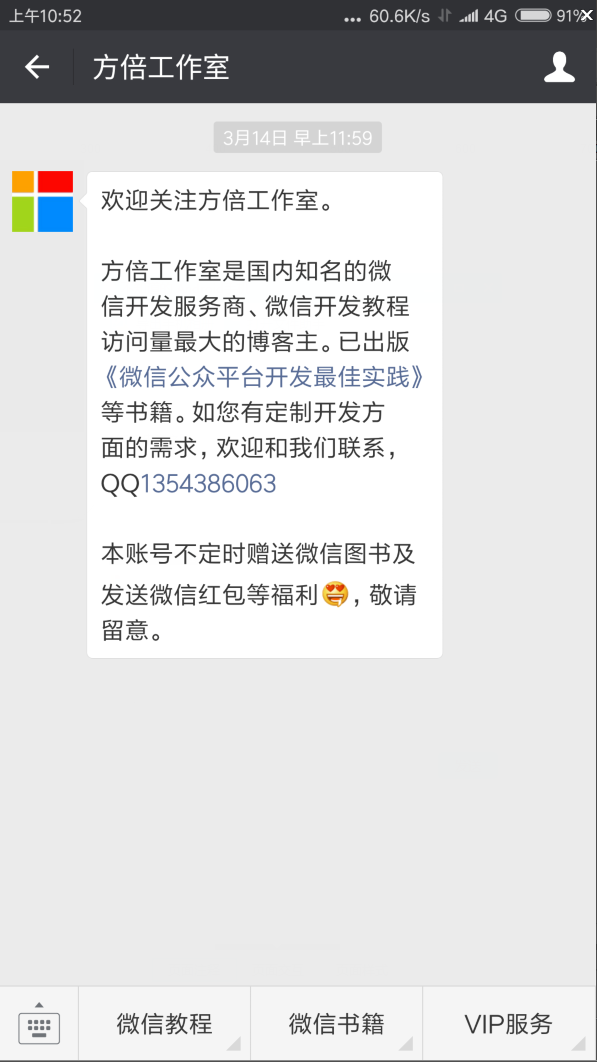 上午10:52 ... 60.6K/s 4G 91%
方倍工作室
3月14日 早上11:59
欢迎关注方倍工作室。
方倍工作室是国内知名的微
信开发服务商、微信开发教程
访问量最大的博客主。已出版
《微信公众平台开发最佳实践》
等书籍。如您有定制开发方
面的需求，欢迎和我们联系，
QQ1354386063
本账号不定时赠送微信图书及
发送微信红包等福利😍，敬请
留意。
微信教程 微信书籍 VIP服务